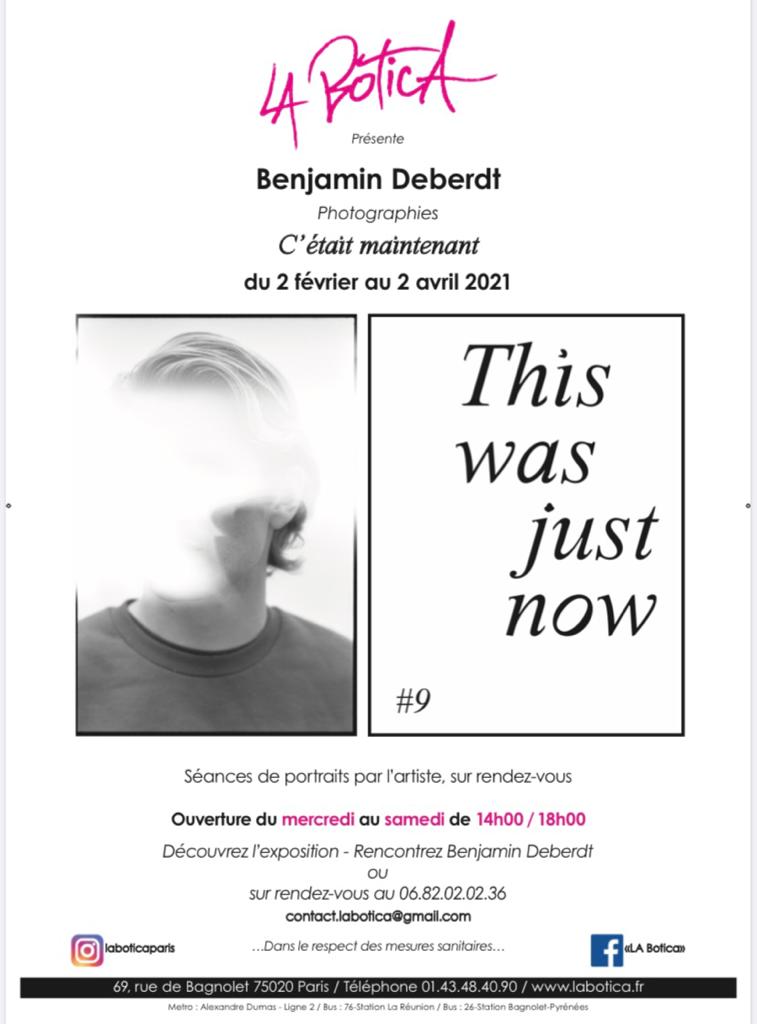 LA BòticA
Présente
Benjamin Deberdt
Photographies
C'était maintenant
du 2 février au 2 avril 2021
This
was
just
now
#9
Séances de portraits par l'artiste, sur rendez-vous
Ouverture du mercredi au samedi de 14h00 / 18h00
Découvrez l'exposition - Rencontrez Benjamin Deberdt
ou
sur rendez-vous au 06.82.02.02.36
contact.labotica@gmail.com
laboticaparis
...Dans le respect des mesures sanitaires...
«LA Botica»
69, rue de Bagnolet 75020 Paris / Téléphone 01.43.48.40.90 / www.labotica.fr
Metro : Alexandre Dumas - Ligne 2 / Bus : 76-Station La Réunion / Bus : 26-Station Bagnolet-Pyrénées